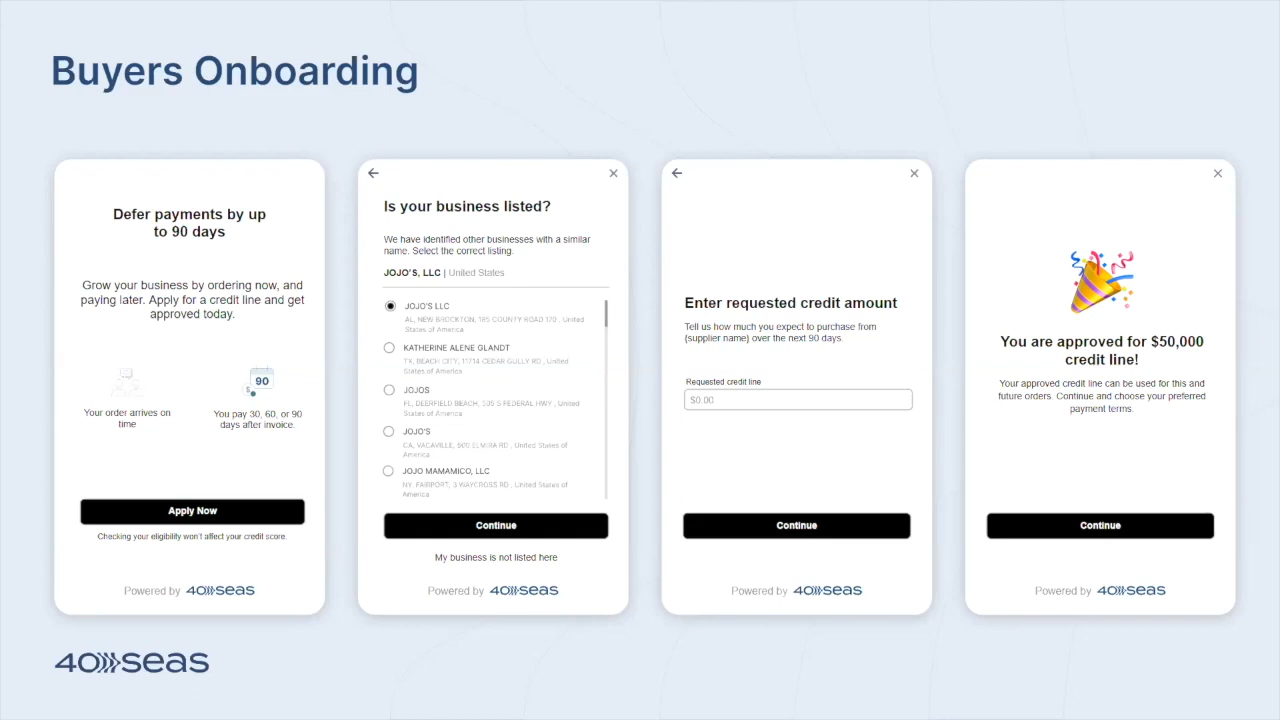 Buyers Onboarding
Defer payments by up
to 90 days
Grow your business by ordering now, and
paying later. Apply for a credit line and get
approved today.
90
$
Your order arrives on
time
You pay 30, 60, or 90
days after invoice.
Apply Now
Checking your eligibility won't affect your credit score.
Powered by 40seas
Is your business listed?
We have identified other businesses with a similar
name. Select the correct listing.
JOJO'S, LLC | United States
JOJO'S LLC
AL, NEW BROCKTON, 185 COUNTY ROAD 170 , United
States of America
KATHERINE ALENE GLANDT
TX, BEACH CITY, 11714 CEDAR GULLY RD , United
States of America
JOJOS
FL, DEERFIELD BEACH, 505 S FEDERAL HWY , United
States of America
JOJO'S
CA, VACAVILLE, 900 ELMIRA RD , United States of
America
JOJO MAMAMICO, LLC
NY, FAIRPORT, 3 WAYCROSS RD , United States of
America
Continue
My business is not listed here
Powered by 40seas
Enter requested credit amount
Tell us how much you expect to purchase from
{supplier name} over the next 90 days.
Requested credit line
$0.00
Continue
Powered by 40seas
You are approved for $50,000
credit line!
Your approved credit line can be used for this and
future orders. Continue and choose your preferred
payment terms.
Continue
Powered by 40seas
40seas